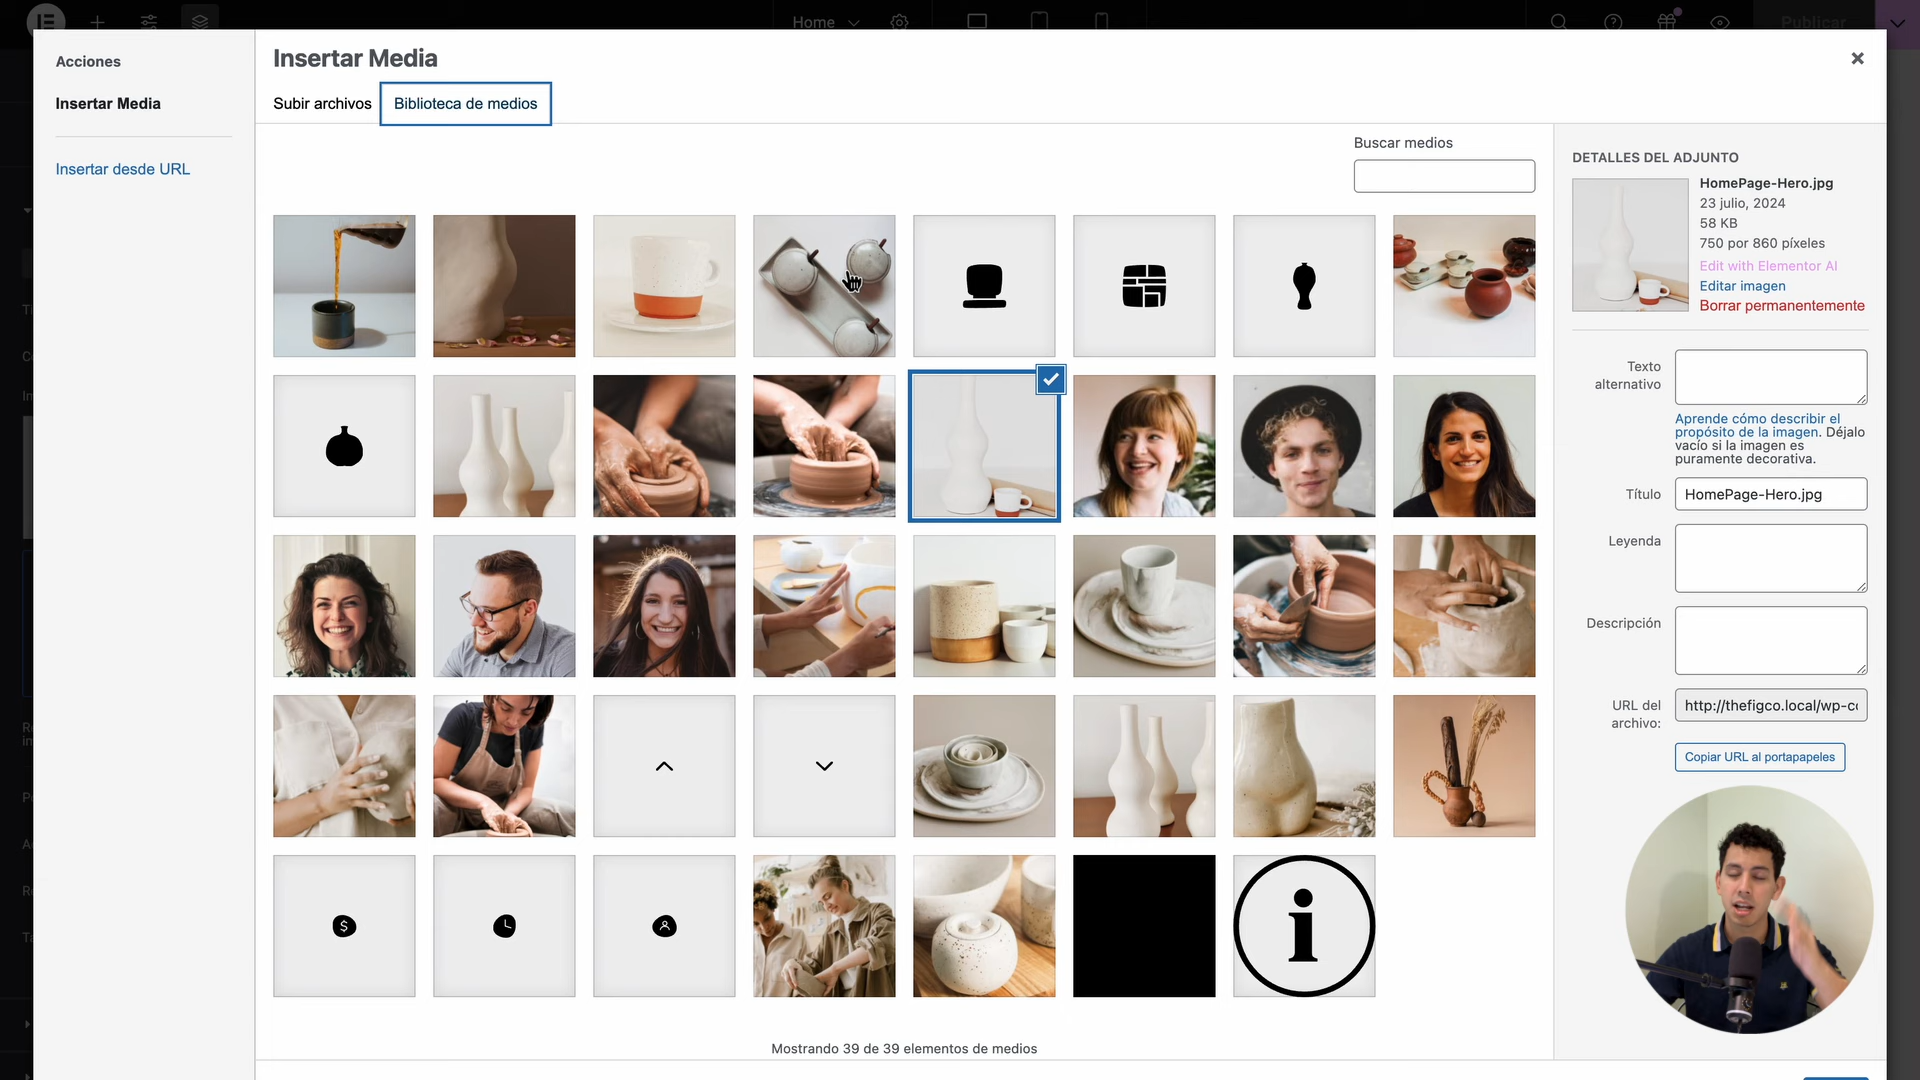 Home
Publicar
Acciones
Insertar Media
Insertar desde URL
Insertar Media
Subir archivos
Biblioteca de medios
Buscar medios
DETALLES DEL ADJUNTO
HomePage-Hero.jpg
23 julio, 2024
58 KB
750 por 860 píxeles
Edit with Elementor AI
Editar imagen
Borrar permanentemente
Texto
alternativo
Aprende cómo describir el
propósito de la imagen. Déjalo
vacío si la imagen es
puramente decorativa.
Título
HomePage-Hero.jpg
Leyenda
Descripción
URL del
archivo:
http://thefigco.local/wp-co
Copiar URL al portapapeles
Mostrando 39 de 39 elementos de medios